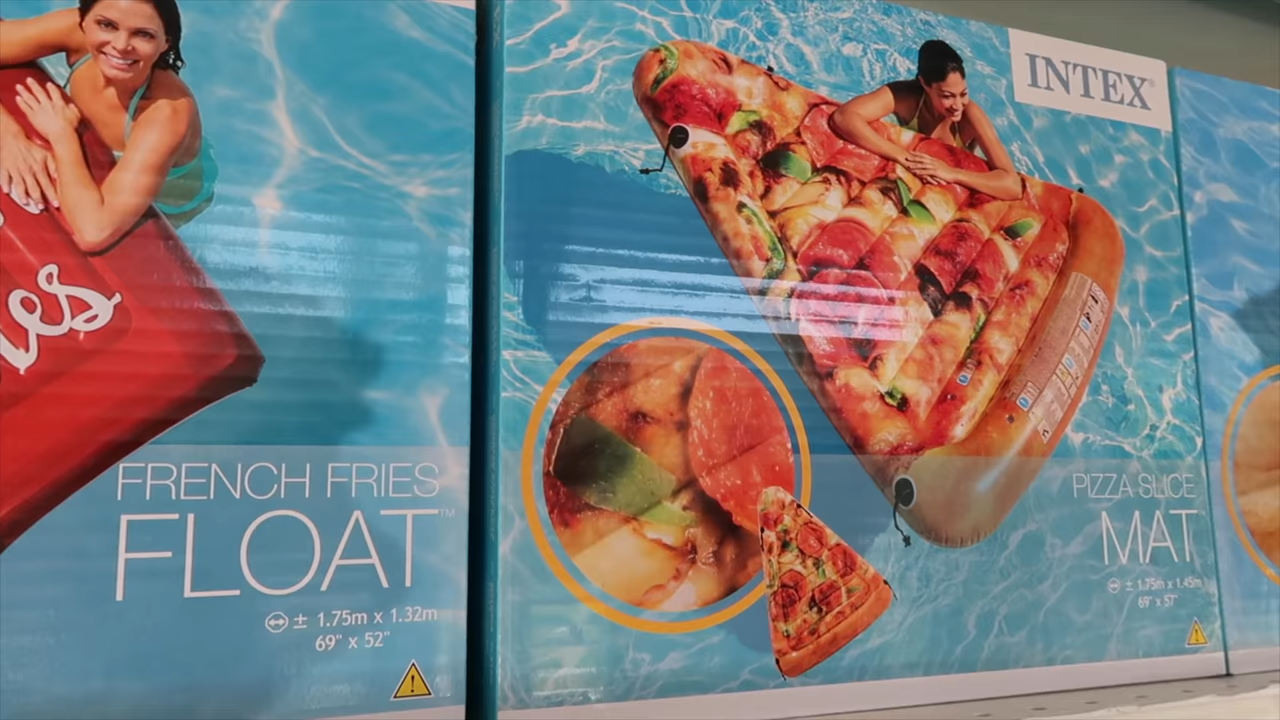 es
FRENCH FRIES
FLOAT™
± 1.75m x 1.32m
69" x 52"
INTEX®
PIZZA SLICE
MAT
± 1.75m x 1.45m
69" x 57"